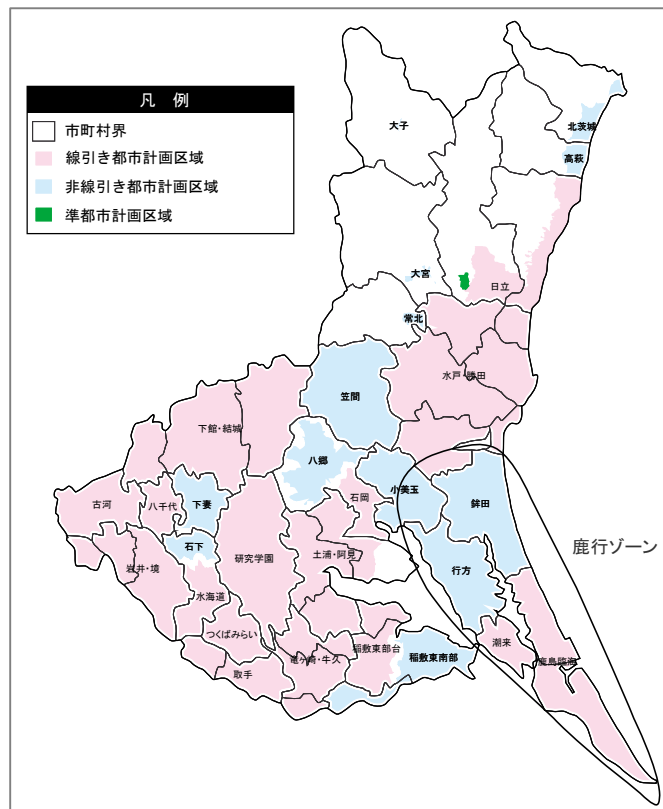 凡 例
市町村界
線引き都市計画区域
非線引き都市計画区域
準都市計画区域
大子
北茨城
高萩
大宮
日立
常北
水戸・勝田
笠間
下館・結城
八郷
小美玉
石岡
鉾田
古河
八千代
下妻
鹿行ゾーン
石下
研究学園
土浦・阿見
岩井・境
行方
水海道
つくばみらい
潮来
稲敷東部台
竜ヶ崎・牛久
稲敷東南部
鹿島臨海
取手